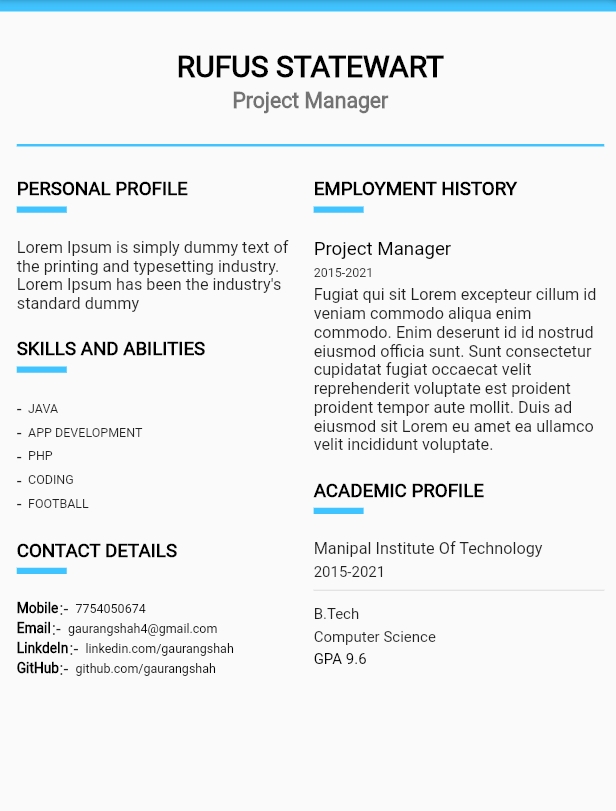 RUFUS STATEWART
Project Manager
PERSONAL PROFILE
Lorem Ipsum is simply dummy text of
the printing and typesetting industry.
Lorem Ipsum has been the industry's
standard dummy
SKILLS AND ABILITIES
- JAVA
- APP DEVELOPMENT
- PHP
- CODING
- FOOTBALL
CONTACT DETAILS
Mobile:- 7754050674
Email:- gaurangshah4@gmail.com
LinkdeIn:- linkedin.com/gaurangshah
GitHub:- github.com/gaurangshah
EMPLOYMENT HISTORY
Project Manager
2015-2021
Fugiat qui sit Lorem excepteur cillum id
veniam commodo aliqua enim
commodo. Enim deserunt id id nostrud
eiusmod officia sunt. Sunt consectetur
cupidatat fugiat occaecat velit
reprehenderit voluptate est proident
proident tempor aute mollit. Duis ad
eiusmod sit Lorem eu amet ea ullamco
velit incididunt voluptate.
ACADEMIC PROFILE
Manipal Institute Of Technology
2015-2021
B.Tech
Computer Science
GPA 9.6